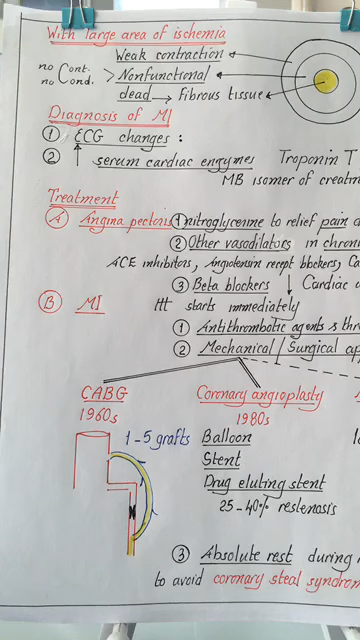 With large area of ischemia
Weak contraction
no Cont. > Nonfunctional
no Cond.
dead → Fibrous tissue
Diagnosis of MI
① ECG changes :
② ↑ serum cardiac enzymes Troponin T
MB isomer of
Treatment
Ⓐ Angina pectoris ① nitroglycerine to relief pain
② Other vasodilators in
ACE inhibitors, Angiotensin recept blockers,
③ Beta blockers ↓ Cardiac
Ⓑ MI ttt starts immediately
① Antithrombotic agents &
② Mechanical / Surgical
CABG
1960s
1-5 grafts
Coronary angioplasty
1980s
Balloon
Stent
Drug eluting stent
25-40% restenosis
③ Absolute rest during
to avoid coronary steal